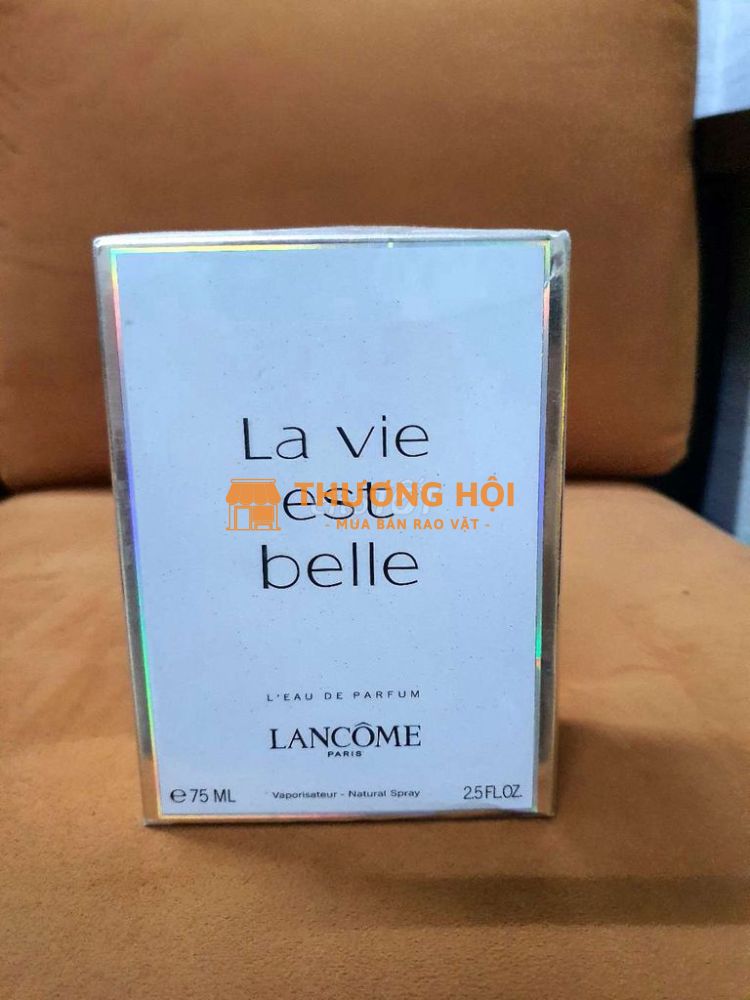 La vie
est
THƯƠNG HỘI
- MUA BÁN RAO VẶT -
belle
L'EAU DE PARFUM
LANCÔME
PARIS
e 75 ML Vaporisateur - Natural Spray 2.5 FL.OZ.